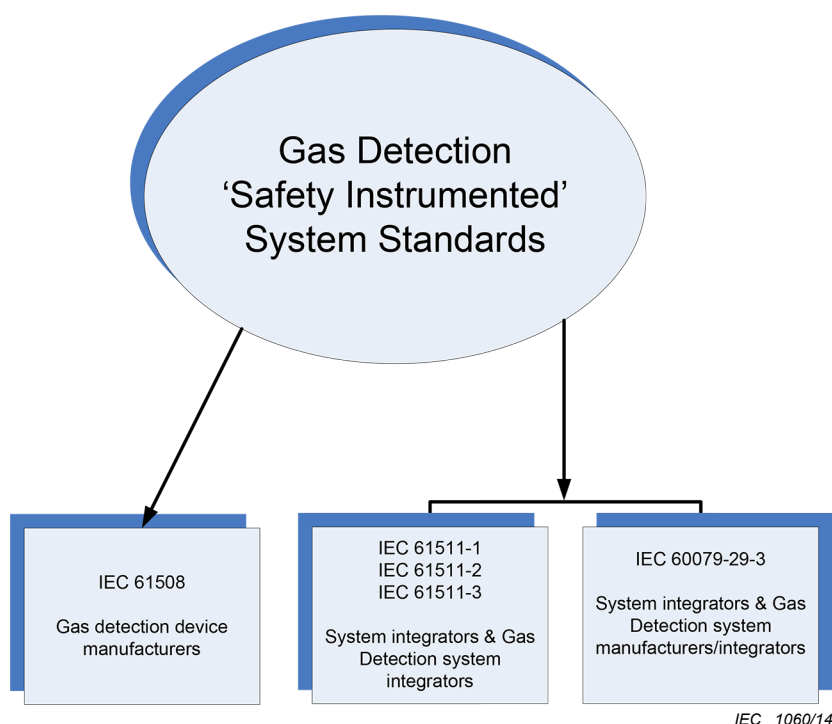 Gas Detection
‘Safety Instrumented’
System Standards
IEC 61508
Gas detection device
manufacturers
IEC 61511-1
IEC 61511-2
IEC 61511-3
System integrators & Gas
Detection system
integrators
IEC 60079-29-3
System integrators & Gas
Detection system
manufacturers/integrators
IEC 1060/14